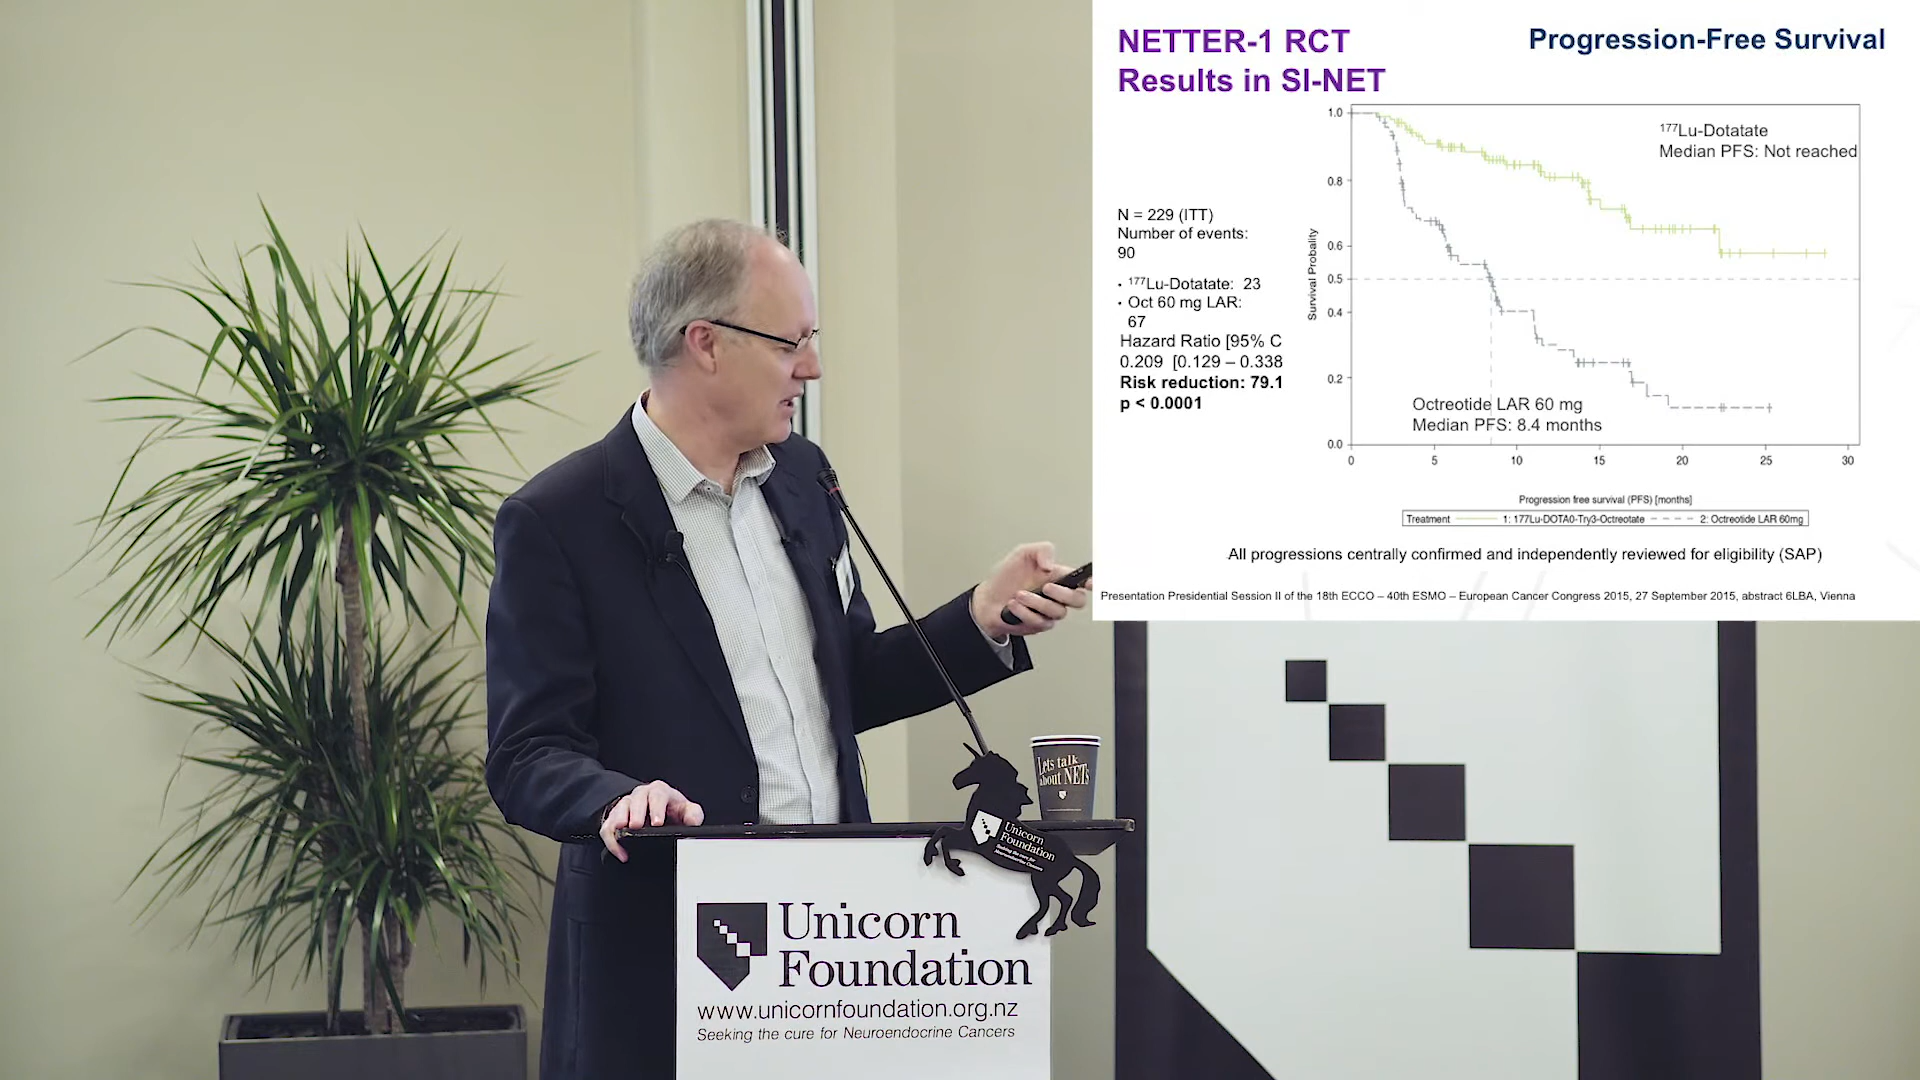 NETTER-1 RCT
Results in SI-NET
Progression-Free Survival
N = 229 (ITT)
Number of events:
90
• ¹⁷⁷Lu-Dotatate: 23
• Oct 60 mg LAR:
67
Hazard Ratio [95% C
0.209 [0.129 – 0.338
Risk reduction: 79.1
p < 0.0001
¹⁷⁷Lu-Dotatate
Median PFS: Not reached
Survival Probability
1.0
0.8
0.6
0.5
0.4
0.2
0.0
Octreotide LAR 60 mg
Median PFS: 8.4 months
0 5 10 15 20 25 30
Progression free survival (PFS) [months]
Treatment 1: 177Lu-DOTA0-Try3-Octreotate 2: Octreotide LAR 60mg
All progressions centrally confirmed and independently reviewed for eligibility (SAP)
Presentation Presidential Session II of the 18th ECCO – 40th ESMO – European Cancer Congress 2015, 27 September 2015, abstract 6LBA, Vienna
Lets talk
about NETs
Unicorn
Foundation
Unicorn
Foundation
www.unicornfoundation.org.nz
Seeking the cure for Neuroendocrine Cancers